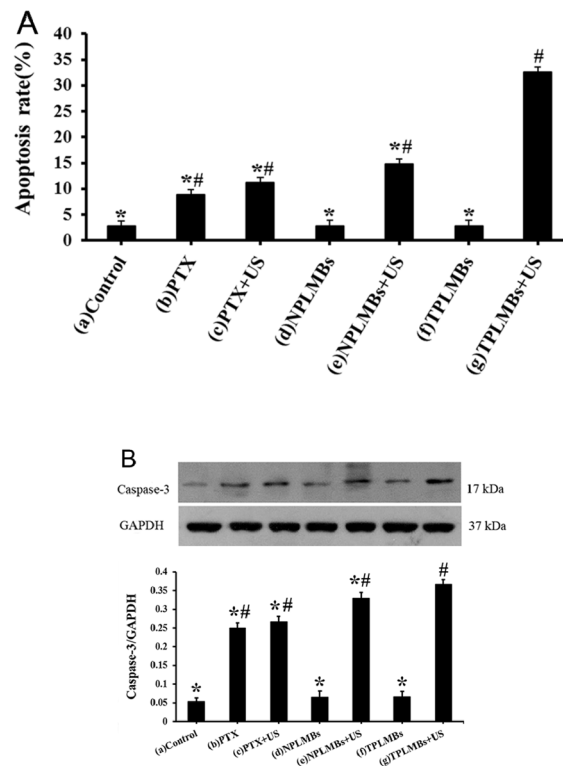 A
Apoptosis rate(%)
40
35
30
25
20
15
10
5
0
*
*#
*#
*
*#
*
#
(a)Control
(b)PTX
(c)PTX+US
(d)NPLMBs
(e)NPLMBs+US
(f)TPLMBs
(g)TPLMBs+US
B
Caspase-3
17 kDa
GAPDH
37 kDa
Caspase-3/GAPDH
0.4
0.35
0.3
0.25
0.2
0.15
0.1
0.05
0
*
*#
*#
*
*#
*
#
(a)Control
(b)PTX
(c)PTX+US
(d)NPLMBs
(e)NPLMBs+US
(f)TPLMBs
(g)TPLMBs+US